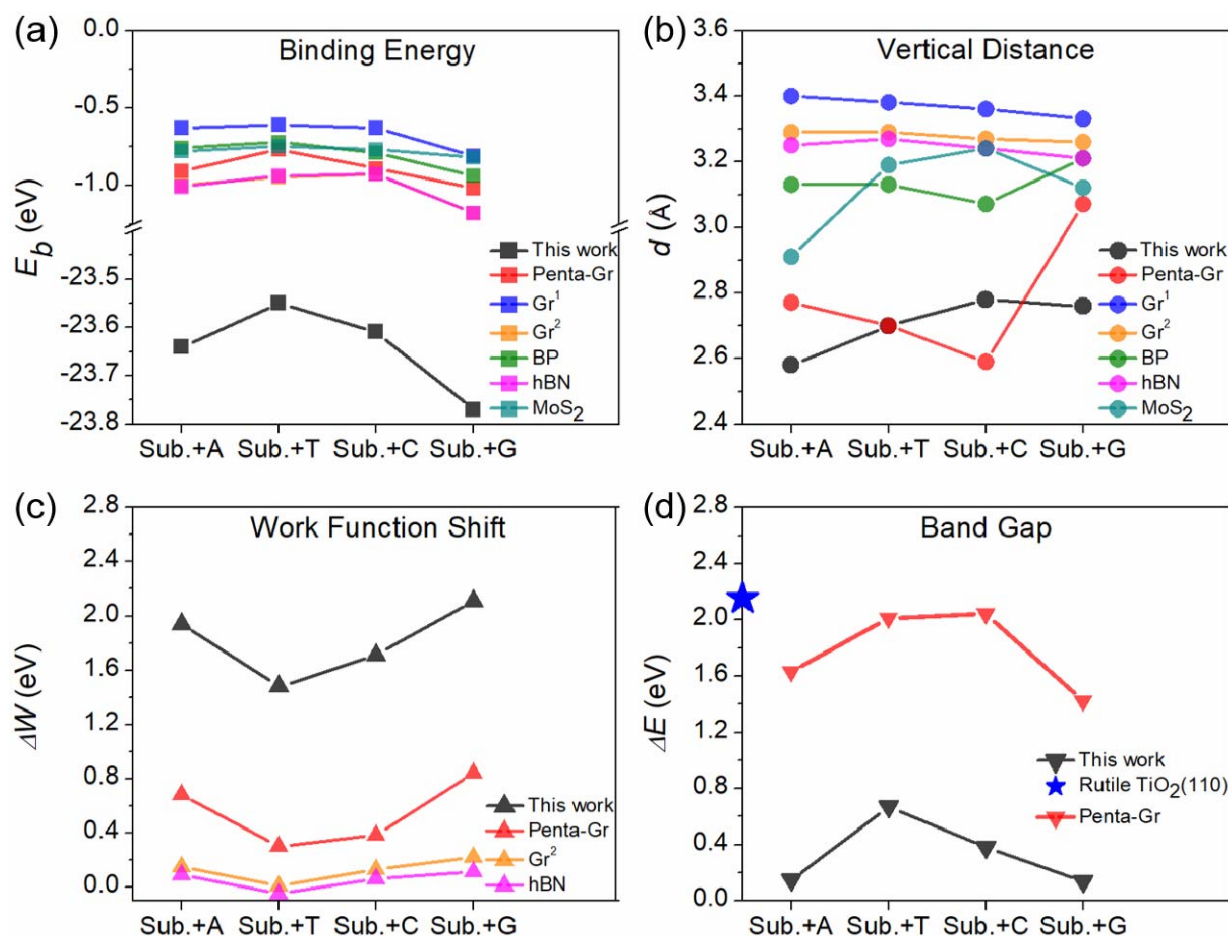 (a)
Binding Energy
0.0
-0.5
-1.0
-23.5
-23.6
-23.7
-23.8
E_b (eV)
This work
Penta-Gr
Gr¹
Gr²
BP
hBN
MoS₂
Sub.+A Sub.+T Sub.+C Sub.+G
(b)
Vertical Distance
3.6
3.4
3.2
3.0
2.8
2.6
2.4
d (Å)
This work
Penta-Gr
Gr¹
Gr²
BP
hBN
MoS₂
Sub.+A Sub.+T Sub.+C Sub.+G
(c)
Work Function Shift
2.8
2.4
2.0
1.6
1.2
0.8
0.4
0.0
ΔW (eV)
This work
Penta-Gr
Gr²
hBN
Sub.+A Sub.+T Sub.+C Sub.+G
(d)
Band Gap
2.8
2.4
2.0
1.6
1.2
0.8
0.4
0.0
ΔE (eV)
This work
Rutile TiO₂(110)
Penta-Gr
Sub.+A Sub.+T Sub.+C Sub.+G